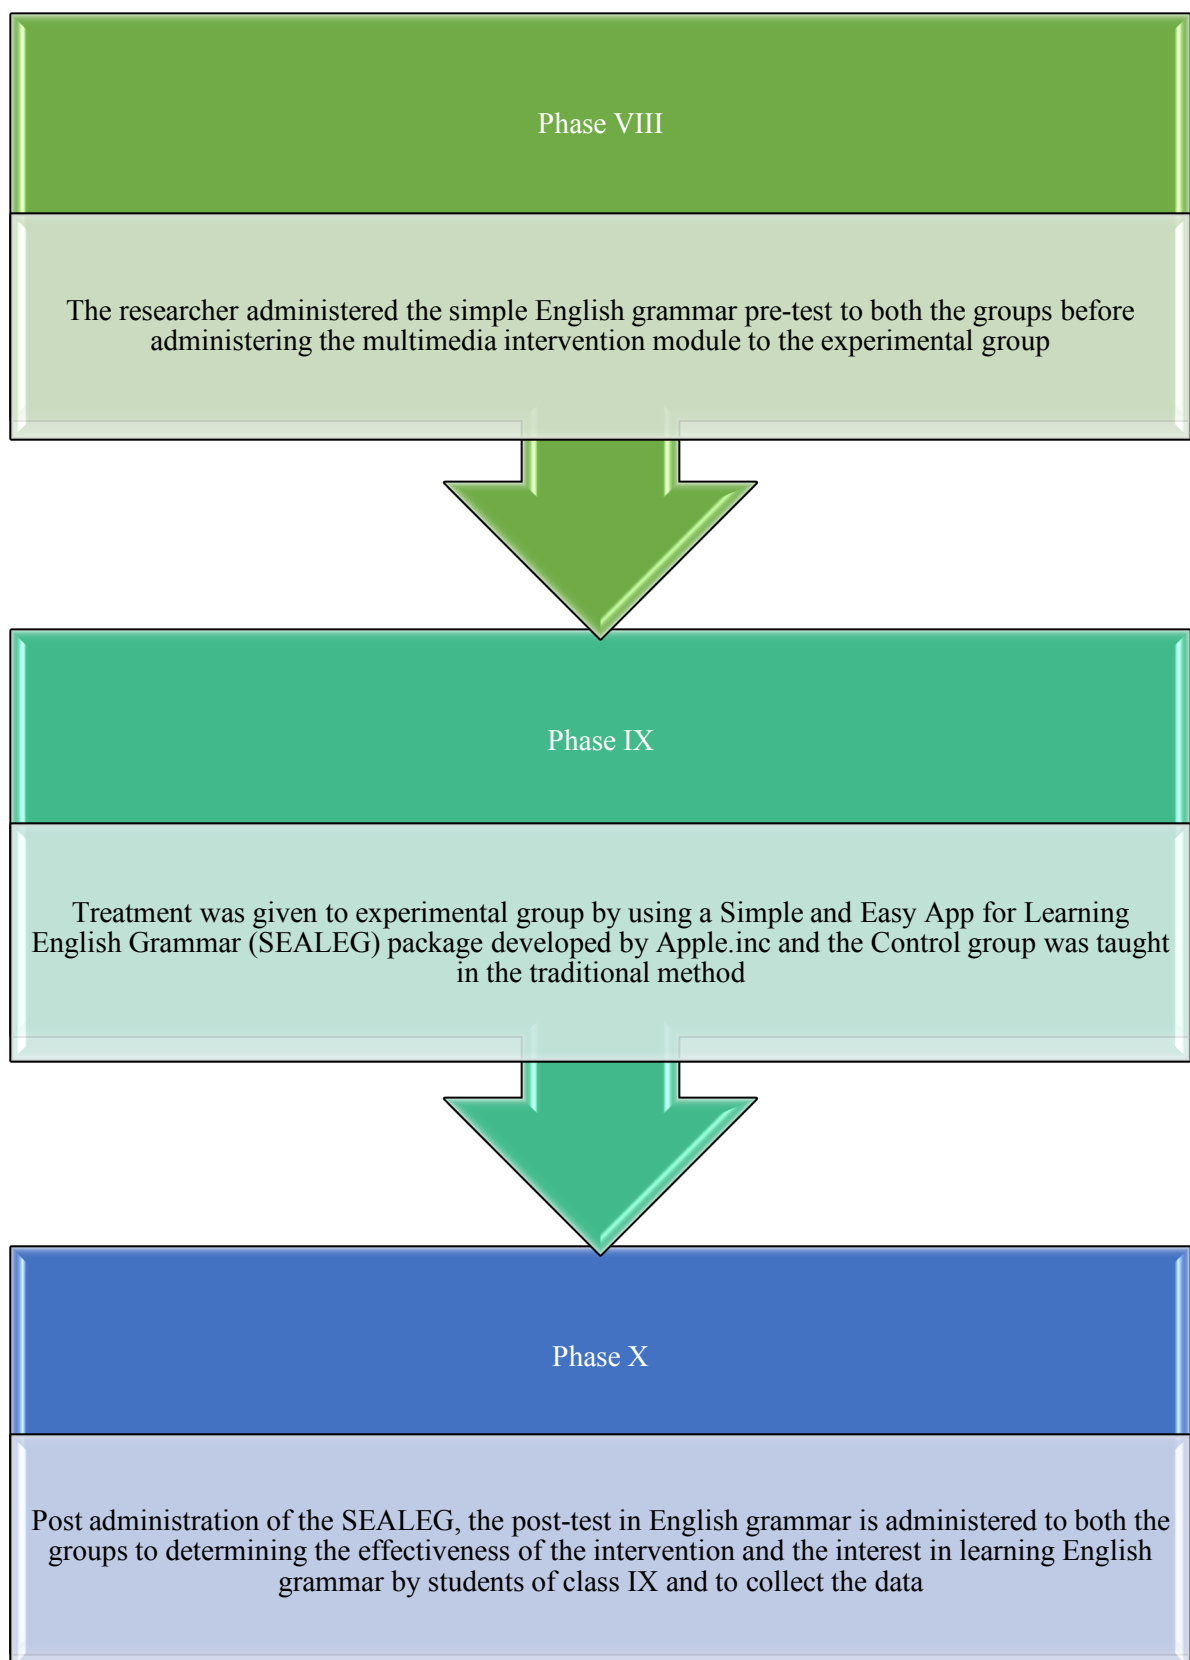 Phase VIII
The researcher administered the simple English grammar pre-test to both the groups before
administering the multimedia intervention module to the experimental group
Phase IX
Treatment was given to experimental group by using a Simple and Easy App for Learning
English Grammar (SEALEG) package developed by Apple.inc and the Control group was taught
in the traditional method
Phase X
Post administration of the SEALEG, the post-test in English grammar is administered to both the
groups to determining the effectiveness of the intervention and the interest in learning English
grammar by students of class IX and to collect the data